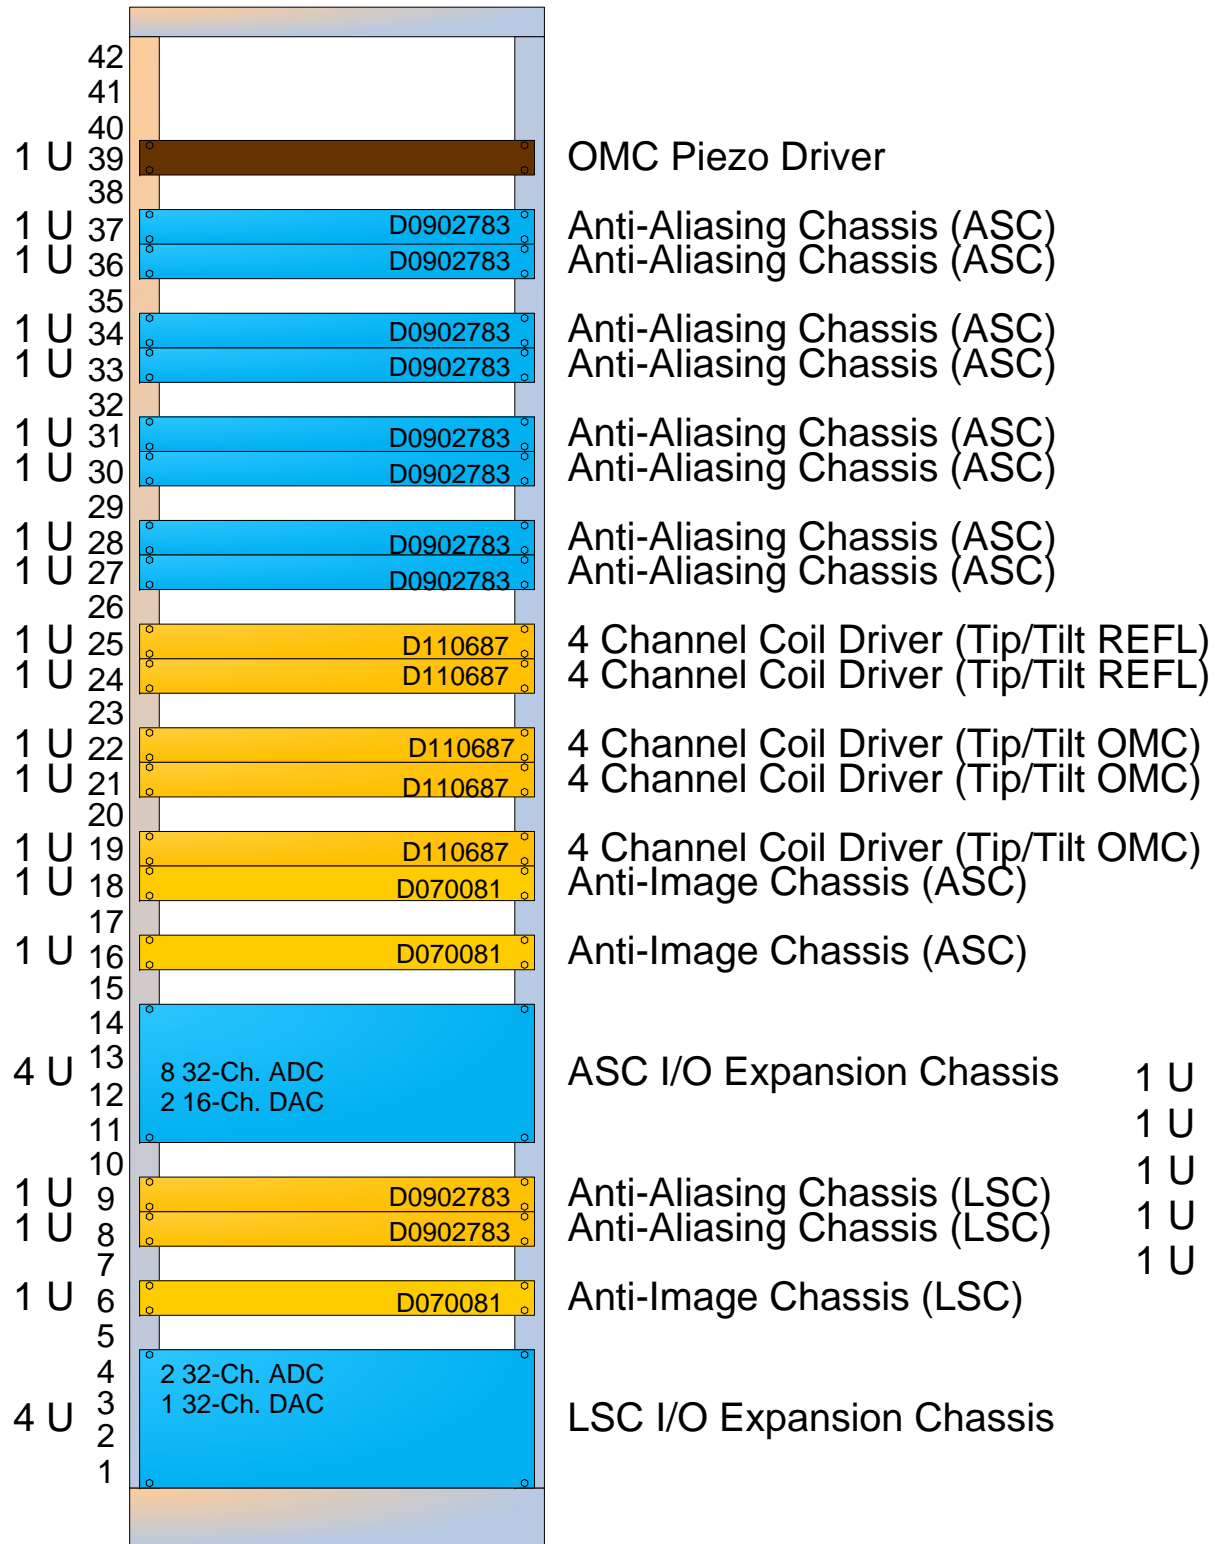 42
41
40
1 U 39 OMC Piezo Driver
38
1 U 37 D0902783 Anti-Aliasing Chassis (ASC)
1 U 36 D0902783 Anti-Aliasing Chassis (ASC)
35
1 U 34 D0902783 Anti-Aliasing Chassis (ASC)
1 U 33 D0902783 Anti-Aliasing Chassis (ASC)
32
1 U 31 D0902783 Anti-Aliasing Chassis (ASC)
1 U 30 D0902783 Anti-Aliasing Chassis (ASC)
29
1 U 28 D0902783 Anti-Aliasing Chassis (ASC)
1 U 27 D0902783 Anti-Aliasing Chassis (ASC)
26
1 U 25 D110687 4 Channel Coil Driver (Tip/Tilt REFL)
1 U 24 D110687 4 Channel Coil Driver (Tip/Tilt REFL)
23
1 U 22 D110687 4 Channel Coil Driver (Tip/Tilt OMC)
1 U 21 D110687 4 Channel Coil Driver (Tip/Tilt OMC)
20
1 U 19 D110687 4 Channel Coil Driver (Tip/Tilt OMC)
1 U 18 D070081 Anti-Image Chassis (ASC)
17
1 U 16 D070081 Anti-Image Chassis (ASC)
15
14
13
4 U 8 32-Ch. ADC ASC I/O Expansion Chassis 1 U
12 2 16-Ch. DAC
11 1 U
10 1 U
1 U 9 D0902783 Anti-Aliasing Chassis (LSC)
1 U 8 D0902783 Anti-Aliasing Chassis (LSC) 1 U
7 1 U
1 U 6 D070081 Anti-Image Chassis (LSC)
5
4 2 32-Ch. ADC
3 1 32-Ch. DAC
4 U LSC I/O Expansion Chassis
2
1